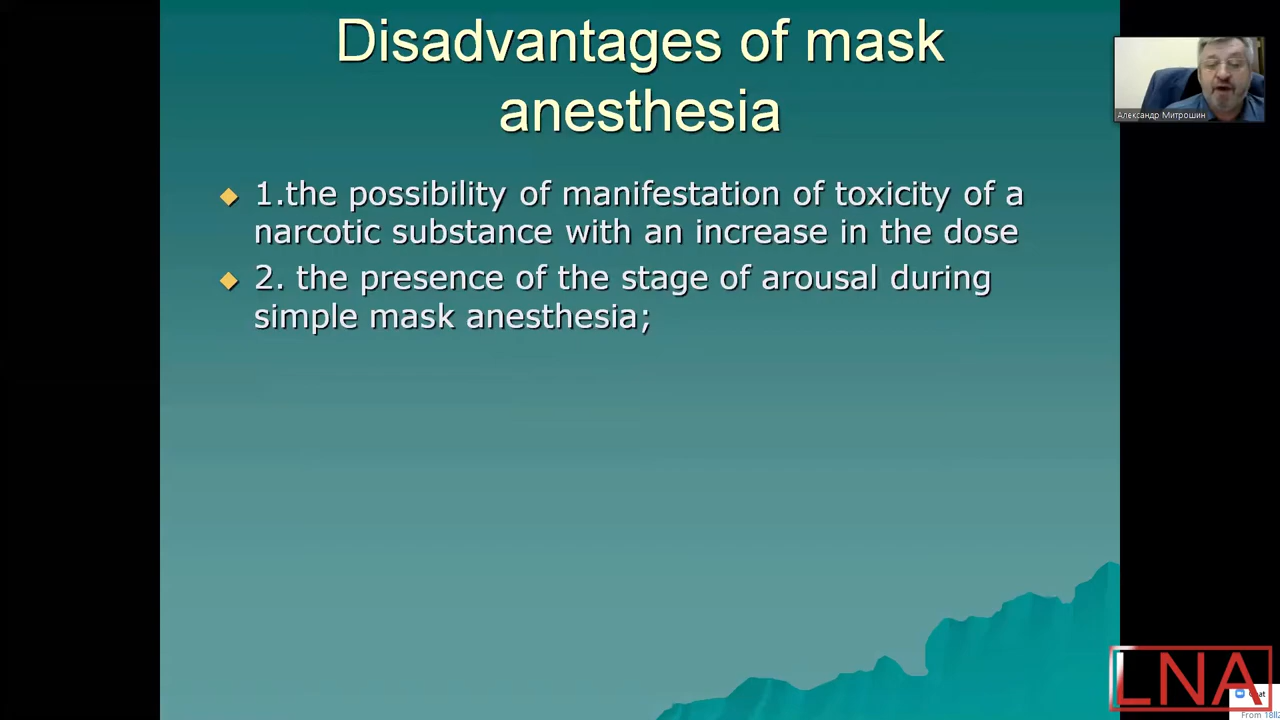 Disadvantages of mask
anesthesia
1.the possibility of manifestation of toxicity of a
narcotic substance with an increase in the dose
2. the presence of the stage of arousal during
simple mask anesthesia;
Александр Митрошин
LNA
From